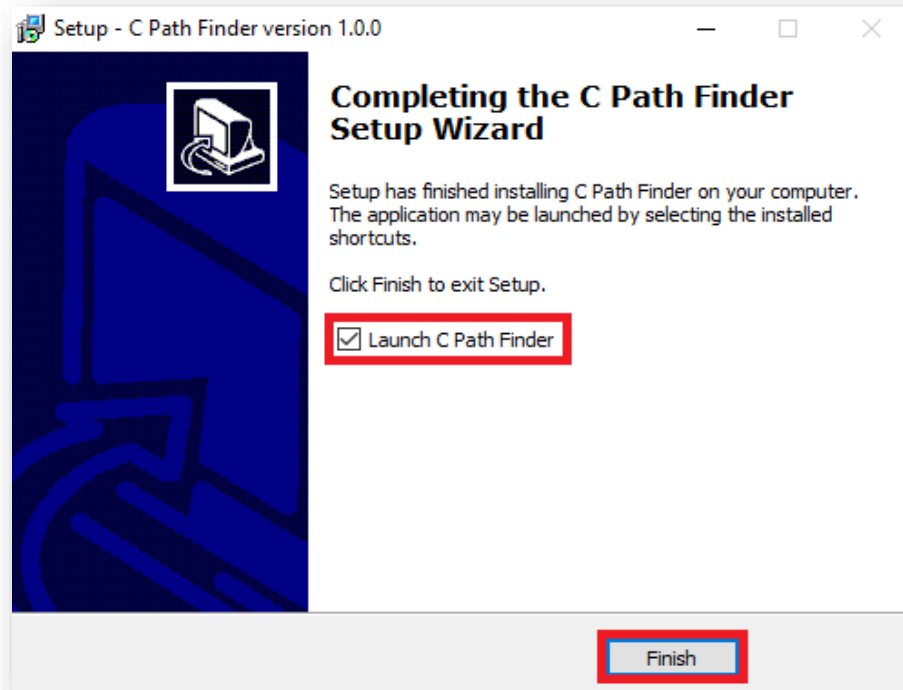 Setup - C Path Finder version 1.0.0
Completing the C Path Finder
Setup Wizard
Setup has finished installing C Path Finder on your computer.
The application may be launched by selecting the installed
shortcuts.
Click Finish to exit Setup.
Launch C Path Finder
Finish